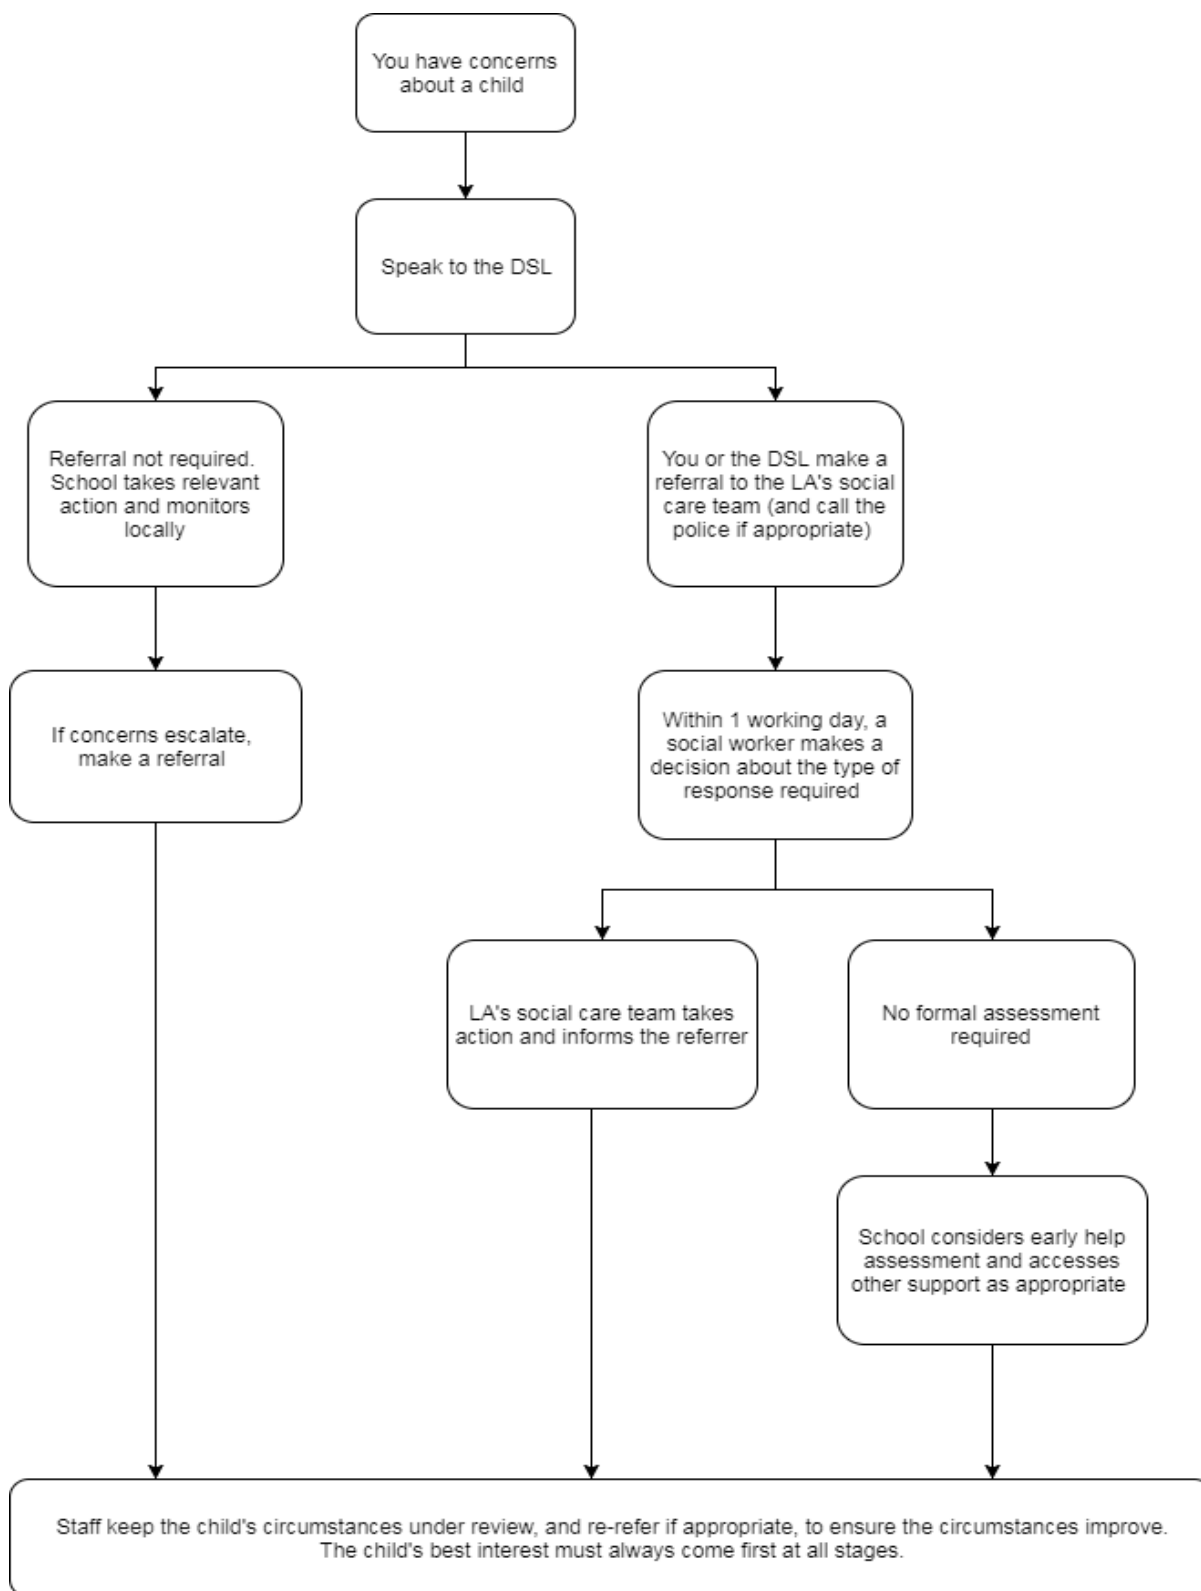 You have concerns
about a child
Speak to the DSL
Referral not required.
School takes relevant
action and monitors
locally
You or the DSL make a
referral to the LA's social
care team (and call the
police if appropriate)
If concerns escalate,
make a referral
Within 1 working day, a
social worker makes a
decision about the type of
response required
LA's social care team takes
action and informs the referrer
No formal assessment
required
School considers early help
assessment and accesses
other support as appropriate
Staff keep the child's circumstances under review, and re-refer if appropriate, to ensure the circumstances improve.
The child's best interest must always come first at all stages.